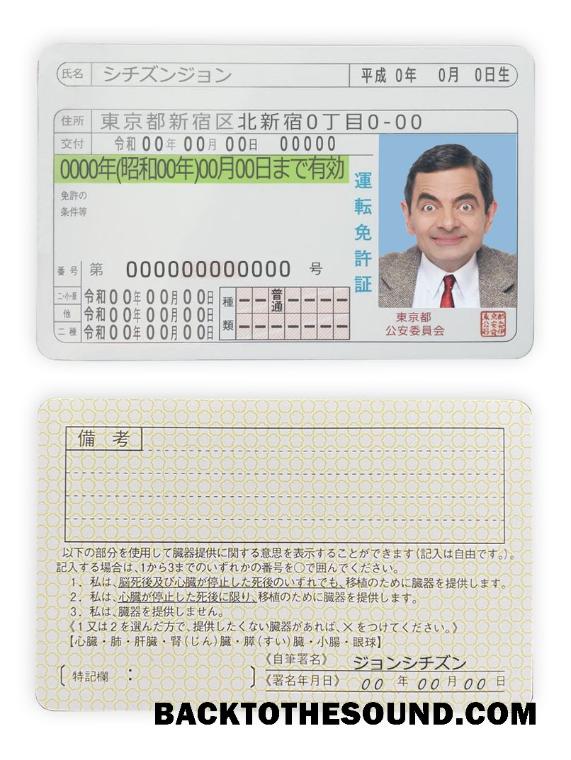 氏名 シチズンジョン 平成 0年 0月 0日生
住所 東京都新宿区北新宿0丁目0-00
交付 令和 00年 00月 00日 00000
0000年(昭和00年)00月00日まで有効
免許の
条件等
運転免許証
番号 第 000000000000 号
二・小・原 令和00年00月00日
他 令和00年00月00日
二種 令和00年00月00日
種類 普通
東京都
公安委員会
備考
以下の部分を使用して臓器提供に関する意思を表示することができます(記入は自由です。)。
記入する場合は、1から3までのいずれかの番号を〇で囲んでください。
1. 私は、脳死後及び心臓が停止した死後のいずれでも、移植のために臓器を提供します。
2. 私は、心臓が停止した死後に限り、移植のために臓器を提供します。
3. 私は、臓器を提供しません。
《1又は2を選んだ方で、提供したくない臓器があれば、×をつけてください。》
【心臓・肺・肝臓・腎(じん)臓・膵(すい)臓・小腸・眼球】
〔特記欄: 〕
《自筆署名》 ジョンシチズン
《署名年月日》 00 年 00 月 00 日
BACKTOTHESOUND.COM